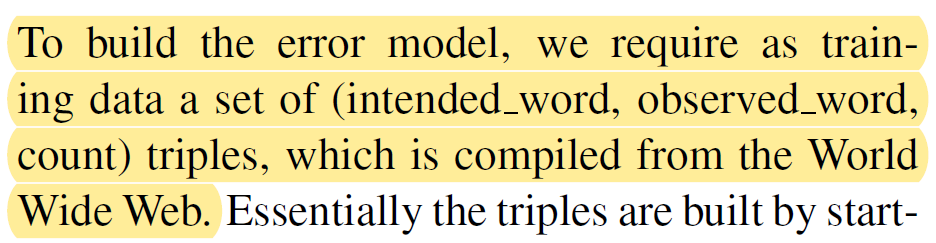 To build the error model, we require as train-
ing data a set of (intended_word, observed_word,
count) triples, which is compiled from the World
Wide Web. Essentially the triples are built by start-